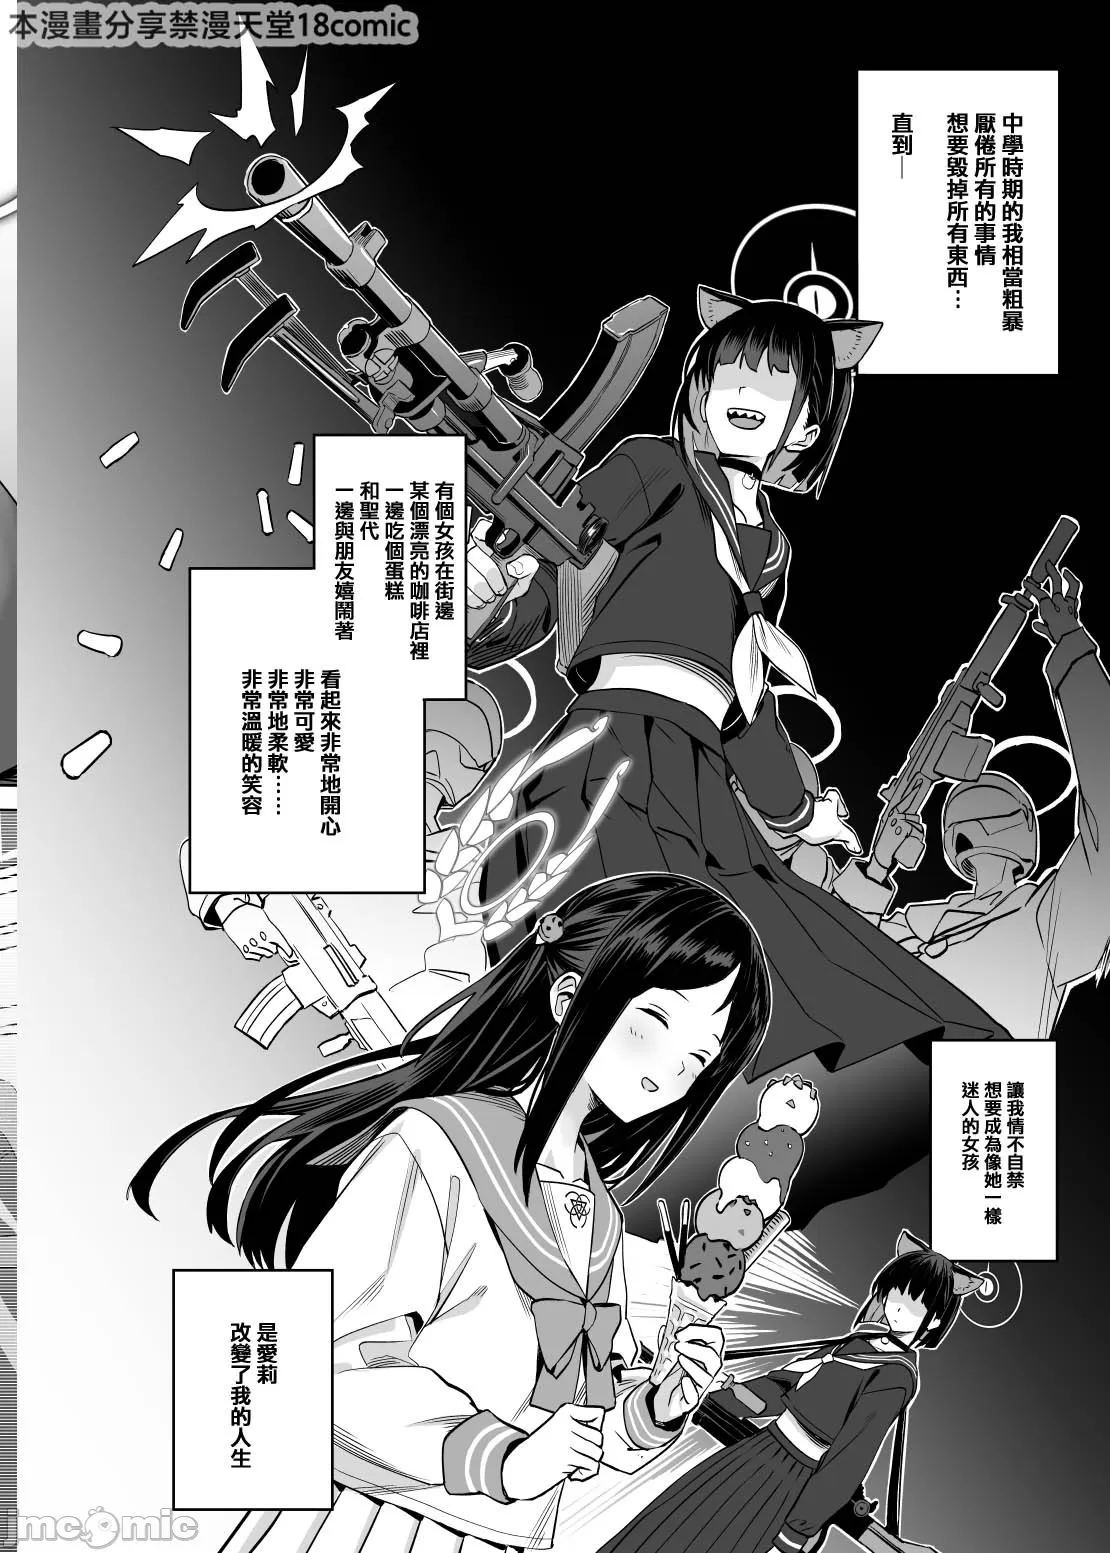 本漫畫分享禁漫天堂18comic
中學時期的我相當粗暴
厭倦所有的事情
想要毀掉所有東西…
直到—
有個女孩在街邊
某個漂亮的咖啡店裡
一邊吃個蛋糕
和聖代
一邊與朋友嬉鬧著
看起來非常地開心
非常可愛
非常地柔軟……
非常溫暖的笑容
讓我情不自禁
想要成為像她一樣
迷人的女孩
是愛莉
改變了我的人生
jmcomic